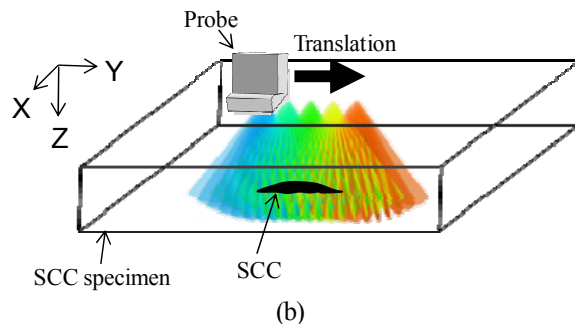 Probe
Translation
Y
X
Z
SCC specimen
SCC
(b)